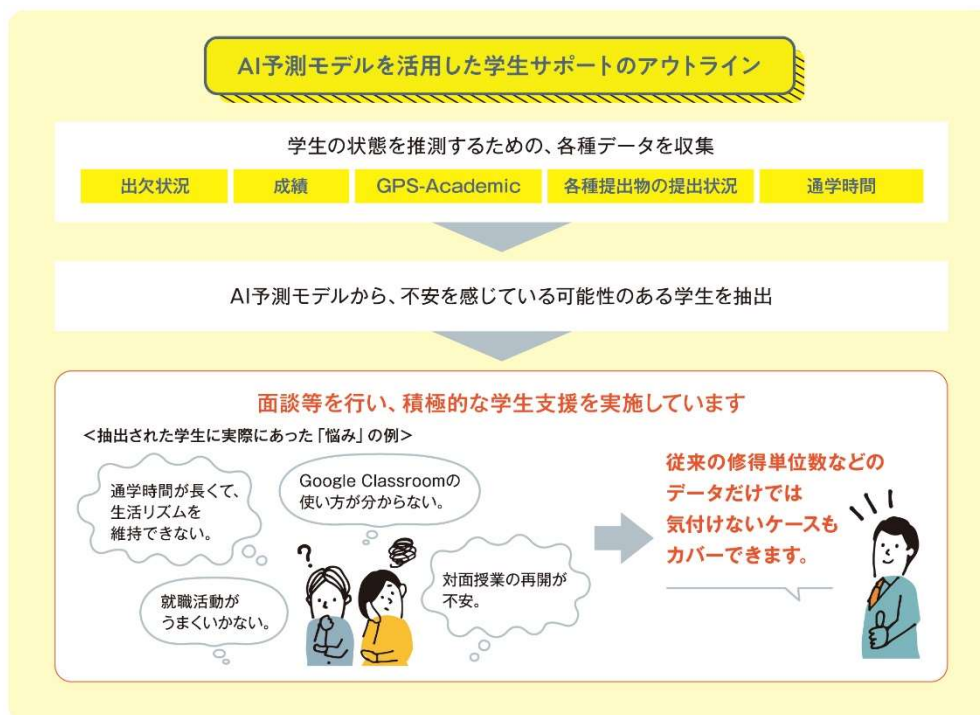 AI予測モデルを活用した学生サポートのアウトライン
学生の状態を推測するための、各種データを収集
出欠状況
成績
GPS-Academic
各種提出物の提出状況
通学時間
AI予測モデルから、不安を感じている可能性のある学生を抽出
面談等を行い、積極的な学生支援を実施しています
＜抽出された学生に実際にあった「悩み」の例＞
通学時間が長くて、
生活リズムを
維持できない。
Google Classroomの
使い方が分からない。
就職活動が
うまくいかない。
?
対面授業の再開が
不安。
従来の修得単位数などの
データだけでは
気付けないケースも
カバーできます。